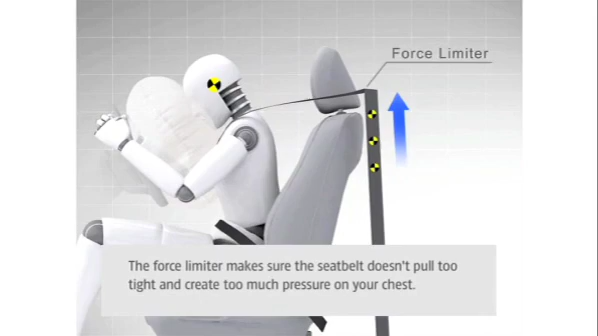 Force Limiter
The force limiter makes sure the seatbelt doesn't pull too
tight and create too much pressure on your chest.